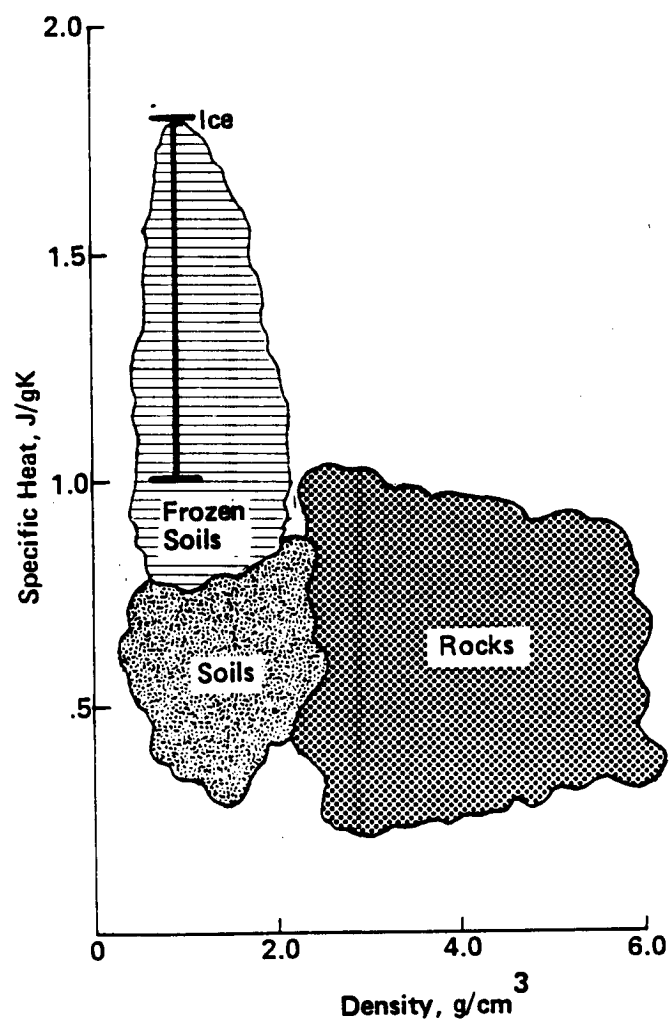 2.0
Ice
1.5
Specific Heat, J/gK
1.0
Frozen
Soils
Rocks
Soils
.5
0
2.0
4.0
6.0
Density, g/cm³